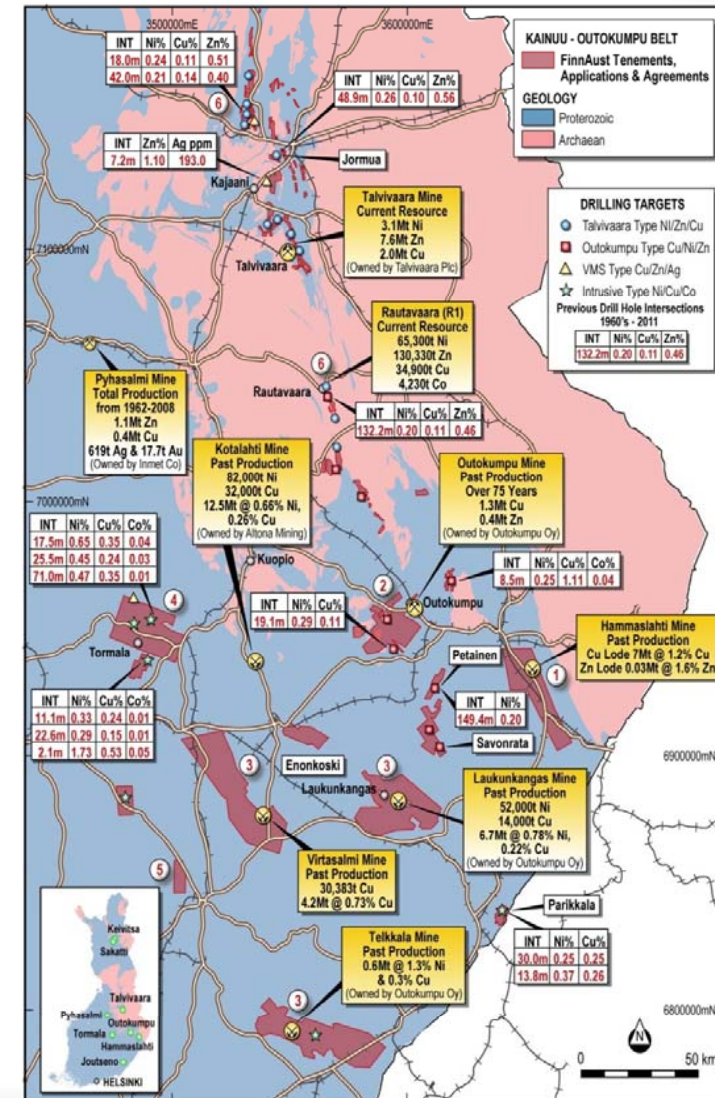 3500000mE
3600000mE
KAINUU - OUTOKUMPU BELT
FinnAust Tenements,
Applications & Agreements
GEOLOGY
Proterozoic
Archaean
DRILLING TARGETS
Talvivaara Type NI/Zn/Cu
Outokumpu Type Cu/Ni/Zn
VMS Type Cu/Zn/Ag
Intrusive Type Ni/Cu/Co
Previous Drill Hole Intersections
1960's - 2011
132.2m 0.20 0.11 0.46
INT Ni% Cu% Zn%
18.0m 0.24 0.11 0.51
42.0m 0.21 0.14 0.40
6
INT Ni% Cu% Zn%
48.9m 0.26 0.10 0.56
Jormua
INT Zn% Ag ppm
7.2m 1.10 193.0
Kajaani
Talvivaara Mine
Current Resource
3.1Mt Ni
7.6Mt Zn
2.0Mt Cu
(Owned by Talvivaara Plc)
7100000mN
Talvivaara
Rautavaara (R1)
Current Resource
65,300t Ni
130,330t Zn
34,900t Cu
4,230t Co
6
Rautavaara
INT Ni% Cu% Zn%
132.2m 0.20 0.11 0.46
Pyhasalmi Mine
Total Production
from 1962-2008
1.1Mt Zn
0.4Mt Cu
619t Ag & 17.7t Au
(Owned by Inmet Co)
Kotalahti Mine
Past Production
82,000t Ni
32,000t Cu
12.5Mt @ 0.66% Ni,
0.26% Cu
(Owned by Altona Mining)
Outokumpu Mine
Past Production
Over 75 Years
1.3Mt Cu
0.4Mt Zn
(Owned by Outokumpu Oy)
7000000mN
INT Ni% Cu% Co%
17.5m 0.65 0.35 0.04
25.5m 0.45 0.24 0.03
71.0m 0.47 0.35 0.01
Kuopio
4
2
INT Ni% Cu% Co%
8.5m 0.25 1.11 0.04
INT Ni% Cu%
19.1m 0.29 0.11
Outokumpu
Hammaslahti Mine
Past Production
Cu Lode 7Mt @ 1.2% Cu
Zn Lode 0.03Mt @ 1.6% Zn
1
Tormala
Petainen
INT Ni%
149.4m 0.20
Savonrata
INT Ni% Cu% Co%
11.1m 0.33 0.24 0.01
22.6m 0.29 0.15 0.01
2.1m 1.73 0.53 0.05
6900000mN
3
Enonkoski
3
Laukunkangas
Laukunkangas Mine
Past Production
52,000t Ni
14,000t Cu
6.7Mt @ 0.78% Ni,
0.22% Cu
(Owned by Outokumpu Oy)
Virtasalmi Mine
Past Production
30,383t Cu
4.2Mt @ 0.73% Cu
5
Parikkala
INT Ni% Cu%
30.0m 0.25 0.25
13.8m 0.37 0.26
Telkkala Mine
Past Production
0.6Mt @ 1.3% Ni
& 0.3% Cu
(Owned by Outokumpu Oy)
3
6800000mN
Keivitsa
Sakatti
Talvivaara
Pyhasalmi
Outokumpu
Tormala
Hammaslahti
Joutseno
HELSINKI
N
0
50 km
INT Ni% Cu% Zn%